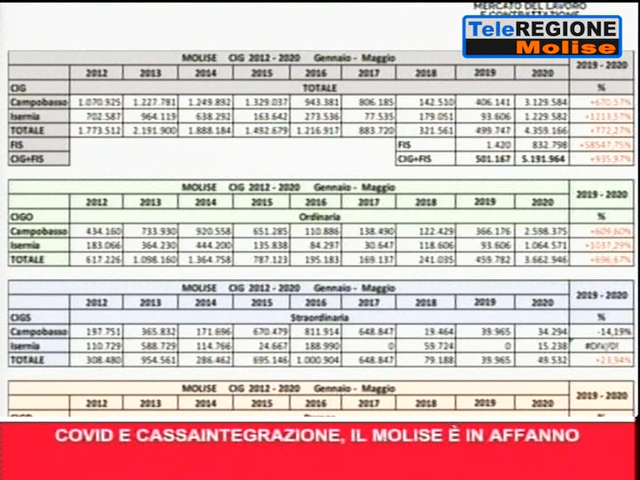 MERCATO DEL LAVORO
E CONTRATTAZIONE
TeleREGIONE
Molise
MOLISE CIG 2012 - 2020 Gennaio - Maggio 2019 - 2020
2012 2013 2014 2015 2016 2017 2018 2019 2020
CIG TOTALE %
Campobasso 1.070.925 1.227.781 1.249.892 1.329.037 943.381 806.185 142.510 406.141 3.129.584 +670,57%
Isernia 702.587 964.119 638.292 163.642 273.536 77.535 179.051 93.606 1.229.582 +1213,57%
TOTALE 1.773.512 2.191.900 1.888.184 1.492.679 1.216.917 883.720 321.561 499.747 4.359.166 +772,27%
FIS FIS 1.420 832.798 +58547,75%
CIG+FIS CIG+FIS 501.167 5.191.964 +935,97%
MOLISE CIG 2012 - 2020 Gennaio - Maggio 2019 - 2020
2012 2013 2014 2015 2016 2017 2018 2019 2020
CIGO Ordinaria %
Campobasso 434.160 733.930 920.558 651.285 110.886 138.490 122.429 366.176 2.598.375 +609,60%
Isernia 183.066 364.230 444.200 135.838 84.297 30.647 118.606 93.606 1.064.571 +1037,29%
TOTALE 617.226 1.098.160 1.364.758 787.123 195.183 169.137 241.035 459.782 3.662.946 +696,67%
MOLISE CIG 2012 - 2020 Gennaio - Maggio 2019 - 2020
2012 2013 2014 2015 2016 2017 2018 2019 2020
CIGS Straordinaria %
Campobasso 197.751 365.832 171.696 670.479 811.914 648.847 19.464 39.965 34.294 -14,19%
Isernia 110.729 588.729 114.766 24.667 188.990 0 59.724 0 15.238 #DIV/0!
TOTALE 308.480 954.561 286.462 695.146 1.000.904 648.847 79.188 39.965 49.532 +23,94%
MOLISE CIG 2012 - 2020 Gennaio - Maggio 2019 - 2020
2012 2013 2014 2015 2016 2017 2018 2019 2020
COVID E CASSAINTEGRAZIONE, IL MOLISE È IN AFFANNO